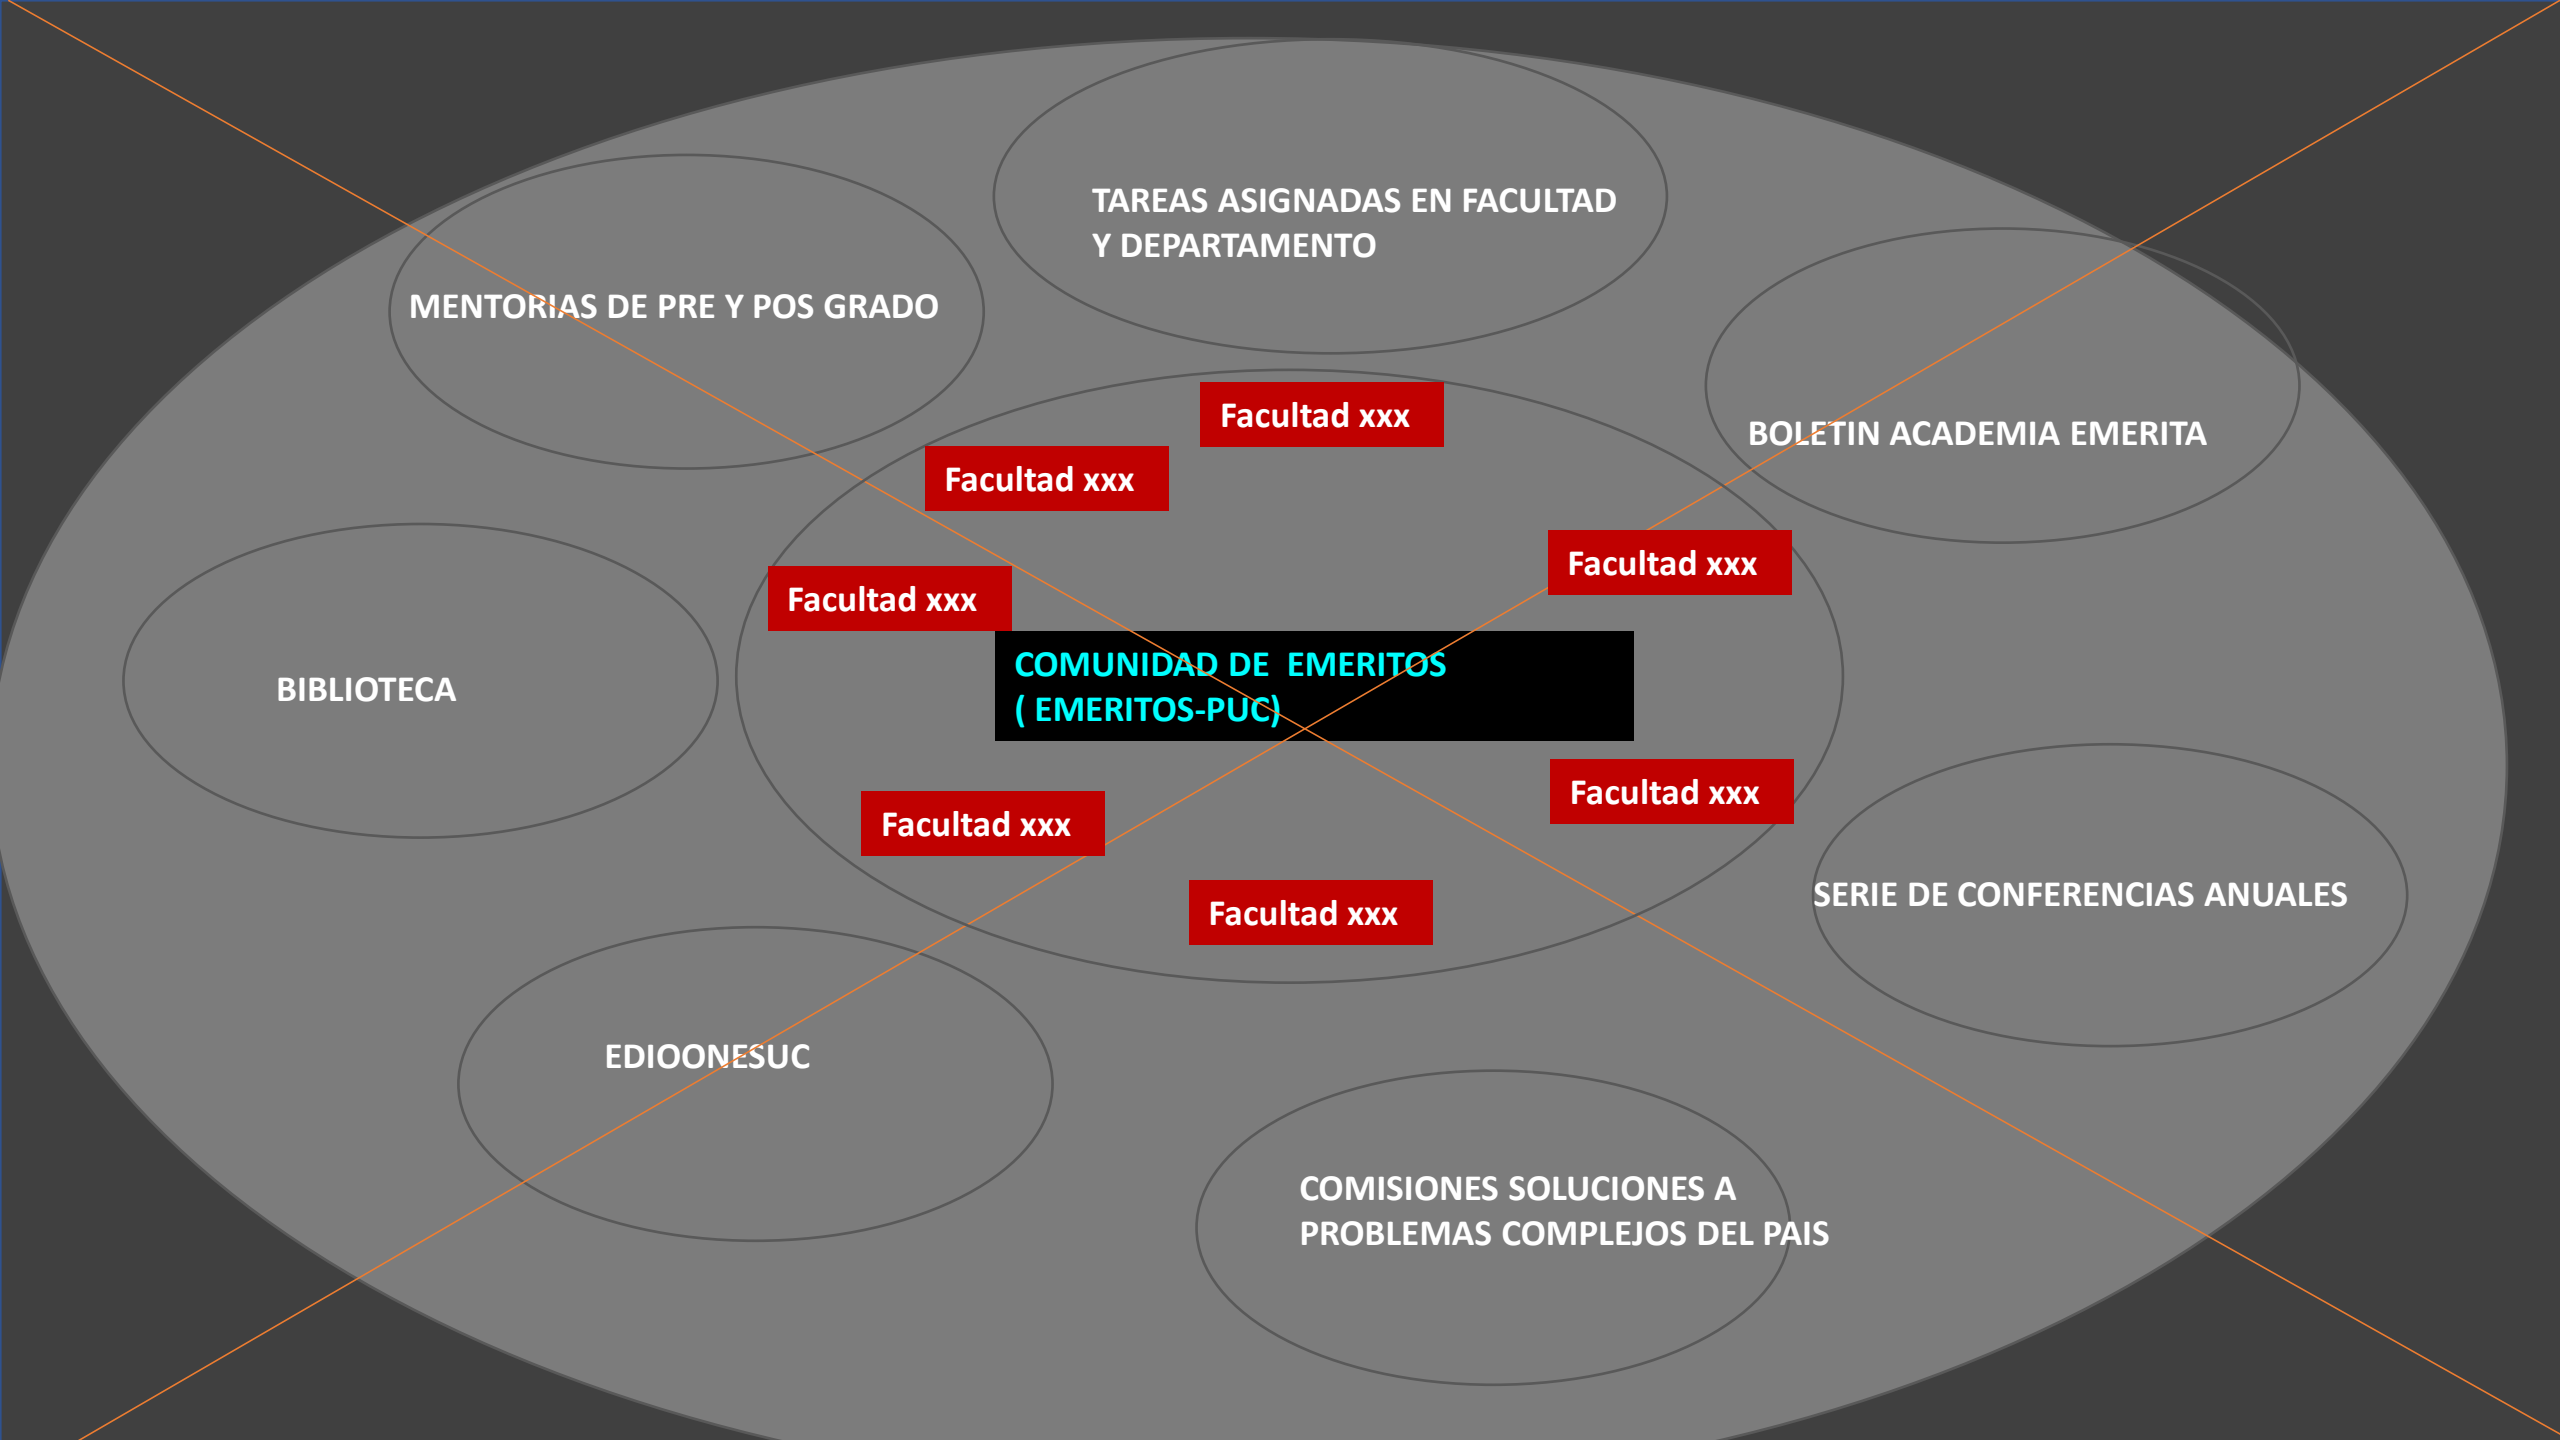 TAREAS ASIGNADAS EN FACULTAD
Y DEPARTAMENTO
MENTORIAS DE PRE Y POS GRADO
BOLETIN ACADEMIA EMERITA
Facultad xxx
Facultad xxx
Facultad xxx
Facultad xxx
COMUNIDAD DE  EMERITOS
( EMERITOS-PUC)
BIBLIOTECA
Facultad xxx
Facultad xxx
Facultad xxx
SERIE DE CONFERENCIAS ANUALES
EDIOONESUC
COMISIONES SOLUCIONES A
PROBLEMAS COMPLEJOS DEL PAIS